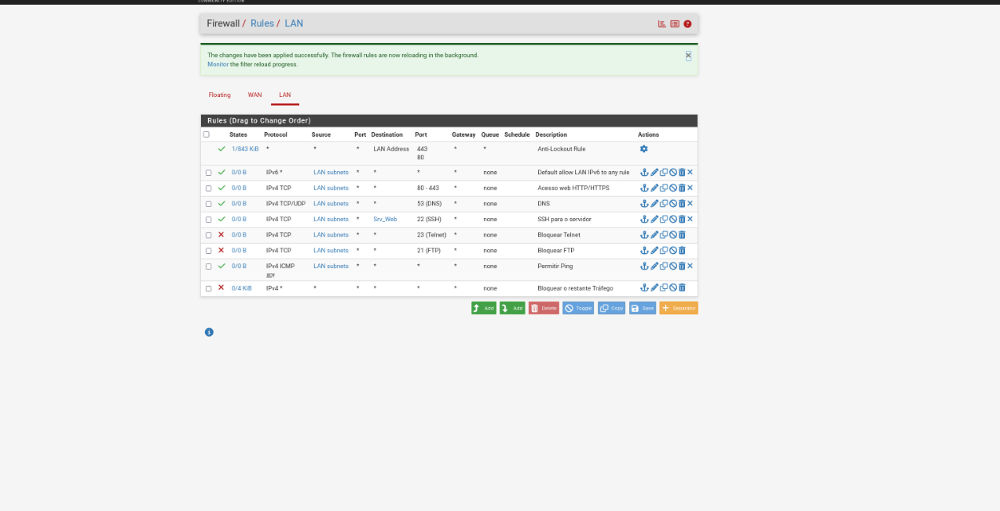 COMMUNITY EDITION
Firewall / Rules / LAN
The changes have been applied successfully. The firewall rules are now reloading in the background.
Monitor the filter reload progress.
Floating WAN LAN
Rules (Drag to Change Order)
States Protocol Source Port Destination Port Gateway Queue Schedule Description Actions
1/843 KiB * * * LAN Address 443 * * Anti-Lockout Rule
80
0/0 B IPv6 * LAN subnets * * * * none Default allow LAN IPv6 to any rule
0/0 B IPv4 TCP LAN subnets * * 80 - 443 * none Acesso web HTTP/HTTPS
0/0 B IPv4 TCP/UDP LAN subnets * * 53 (DNS) * none DNS
0/0 B IPv4 TCP LAN subnets * Srv_Web 22 (SSH) * none SSH para o servidor
0/0 B IPv4 TCP LAN subnets * * 23 (Telnet) * none Bloquear Telnet
0/0 B IPv4 TCP LAN subnets * * 21 (FTP) * none Bloquear FTP
0/0 B IPv4 ICMP LAN subnets * * * * none Permitir Ping
any
0/4 KiB IPv4 * * * * * * none Bloquear o restante Tráfego
Add Add Delete Toggle Copy Save Separator